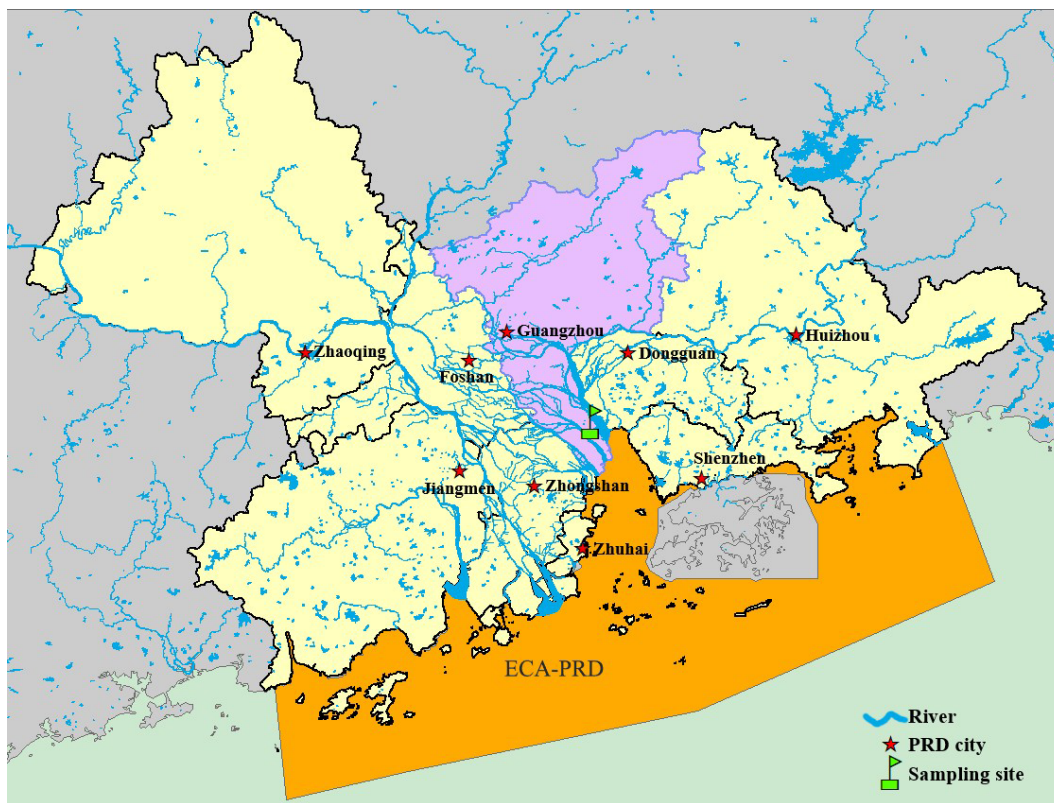 Guangzhou
Huizhou
Zhaoqing
Dongguan
Foshan
Shenzhen
Jiangmen
Zhongshan
Zhuhai
ECA-PRD
River
PRD city
Sampling site